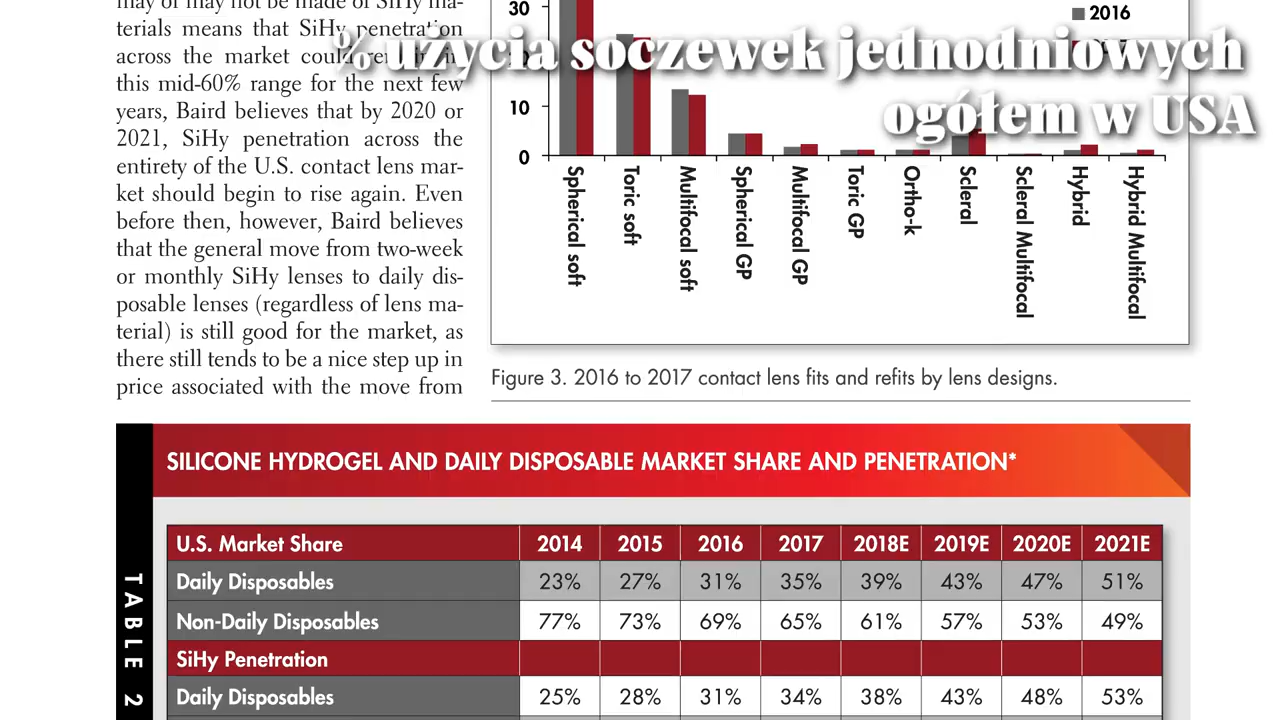 may or may not be made of SiHy ma-
terials means that SiHy penetration
across the market could remain in
this mid-60% range for the next few
years, Baird believes that by 2020 or
2021, SiHy penetration across the
entirety of the U.S. contact lens mar-
ket should begin to rise again. Even
before then, however, Baird believes
that the general move from two-week
or monthly SiHy lenses to daily dis-
posable lenses (regardless of lens ma-
terial) is still good for the market, as
there still tends to be a nice step up in
price associated with the move from
% użycia soczewek jednodniowych
ogółem w USA
30
2016
10
0
Spherical soft
Toric soft
Multifocal soft
Spherical GP
Multifocal GP
Toric GP
Ortho-k
Scleral
Scleral Multifocal
Hybrid
Hybrid Multifocal
Figure 3. 2016 to 2017 contact lens fits and refits by lens designs.
TABLE 2
SILICONE HYDROGEL AND DAILY DISPOSABLE MARKET SHARE AND PENETRATION*
U.S. Market Share 2014 2015 2016 2017 2018E 2019E 2020E 2021E
Daily Disposables 23% 27% 31% 35% 39% 43% 47% 51%
Non-Daily Disposables 77% 73% 69% 65% 61% 57% 53% 49%
SiHy Penetration
Daily Disposables 25% 28% 31% 34% 38% 43% 48% 53%